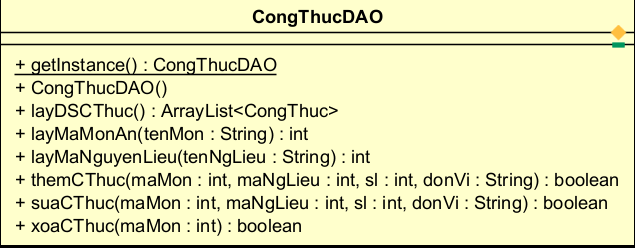 CongThucDAO
+ getInstance() : CongThucDAO
+ CongThucDAO()
+ layDSCThuc() : ArrayList<CongThuc>
+ layMaMonAn(tenMon : String) : int
+ layMaNguyenLieu(tenNgLieu : String) : int
+ themCThuc(maMon : int, maNgLieu : int, sl : int, donVi : String) : boolean
+ suaCThuc(maMon : int, maNgLieu : int, sl : int, donVi : String) : boolean
+ xoaCThuc(maMon : int) : boolean